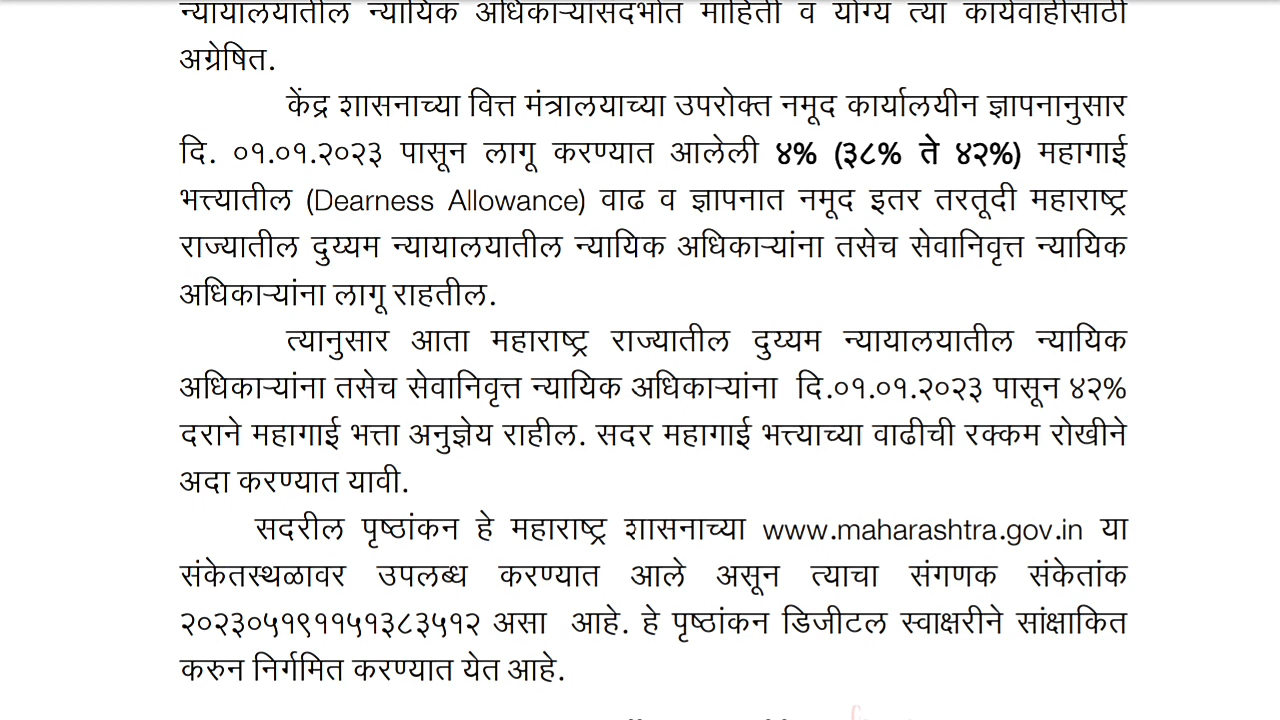 न्यायालयातील न्यायिक अधिकाऱ्यांसंदर्भात माहिती व योग्य त्या कार्यवाहीसाठी
अग्रेषित.
केंद्र शासनाच्या वित्त मंत्रालयाच्या उपरोक्त नमूद कार्यालयीन ज्ञापनानुसार
दि. ०१.०१.२०२३ पासून लागू करण्यात आलेली ४% (३८% ते ४२%) महागाई
भत्त्यातील (Dearness Allowance) वाढ व ज्ञापनात नमूद इतर तरतूदी महाराष्ट्र
राज्यातील दुय्यम न्यायालयातील न्यायिक अधिकाऱ्यांना तसेच सेवानिवृत्त न्यायिक
अधिकाऱ्यांना लागू राहतील.
त्यानुसार आता महाराष्ट्र राज्यातील दुय्यम न्यायालयातील न्यायिक
अधिकाऱ्यांना तसेच सेवानिवृत्त न्यायिक अधिकाऱ्यांना दि.०१.०१.२०२३ पासून ४२%
दराने महागाई भत्ता अनुज्ञेय राहील. सदर महागाई भत्त्याच्या वाढीची रक्कम रोखीने
अदा करण्यात यावी.
सदरील पृष्ठांकन हे महाराष्ट्र शासनाच्या www.maharashtra.gov.in या
संकेतस्थळावर उपलब्ध करण्यात आले असून त्याचा संगणक संकेतांक
२०२३०५१९११५१३८३५१२ असा आहे. हे पृष्ठांकन डिजीटल स्वाक्षरीने सांक्षाकित
करुन निर्गमित करण्यात येत आहे.